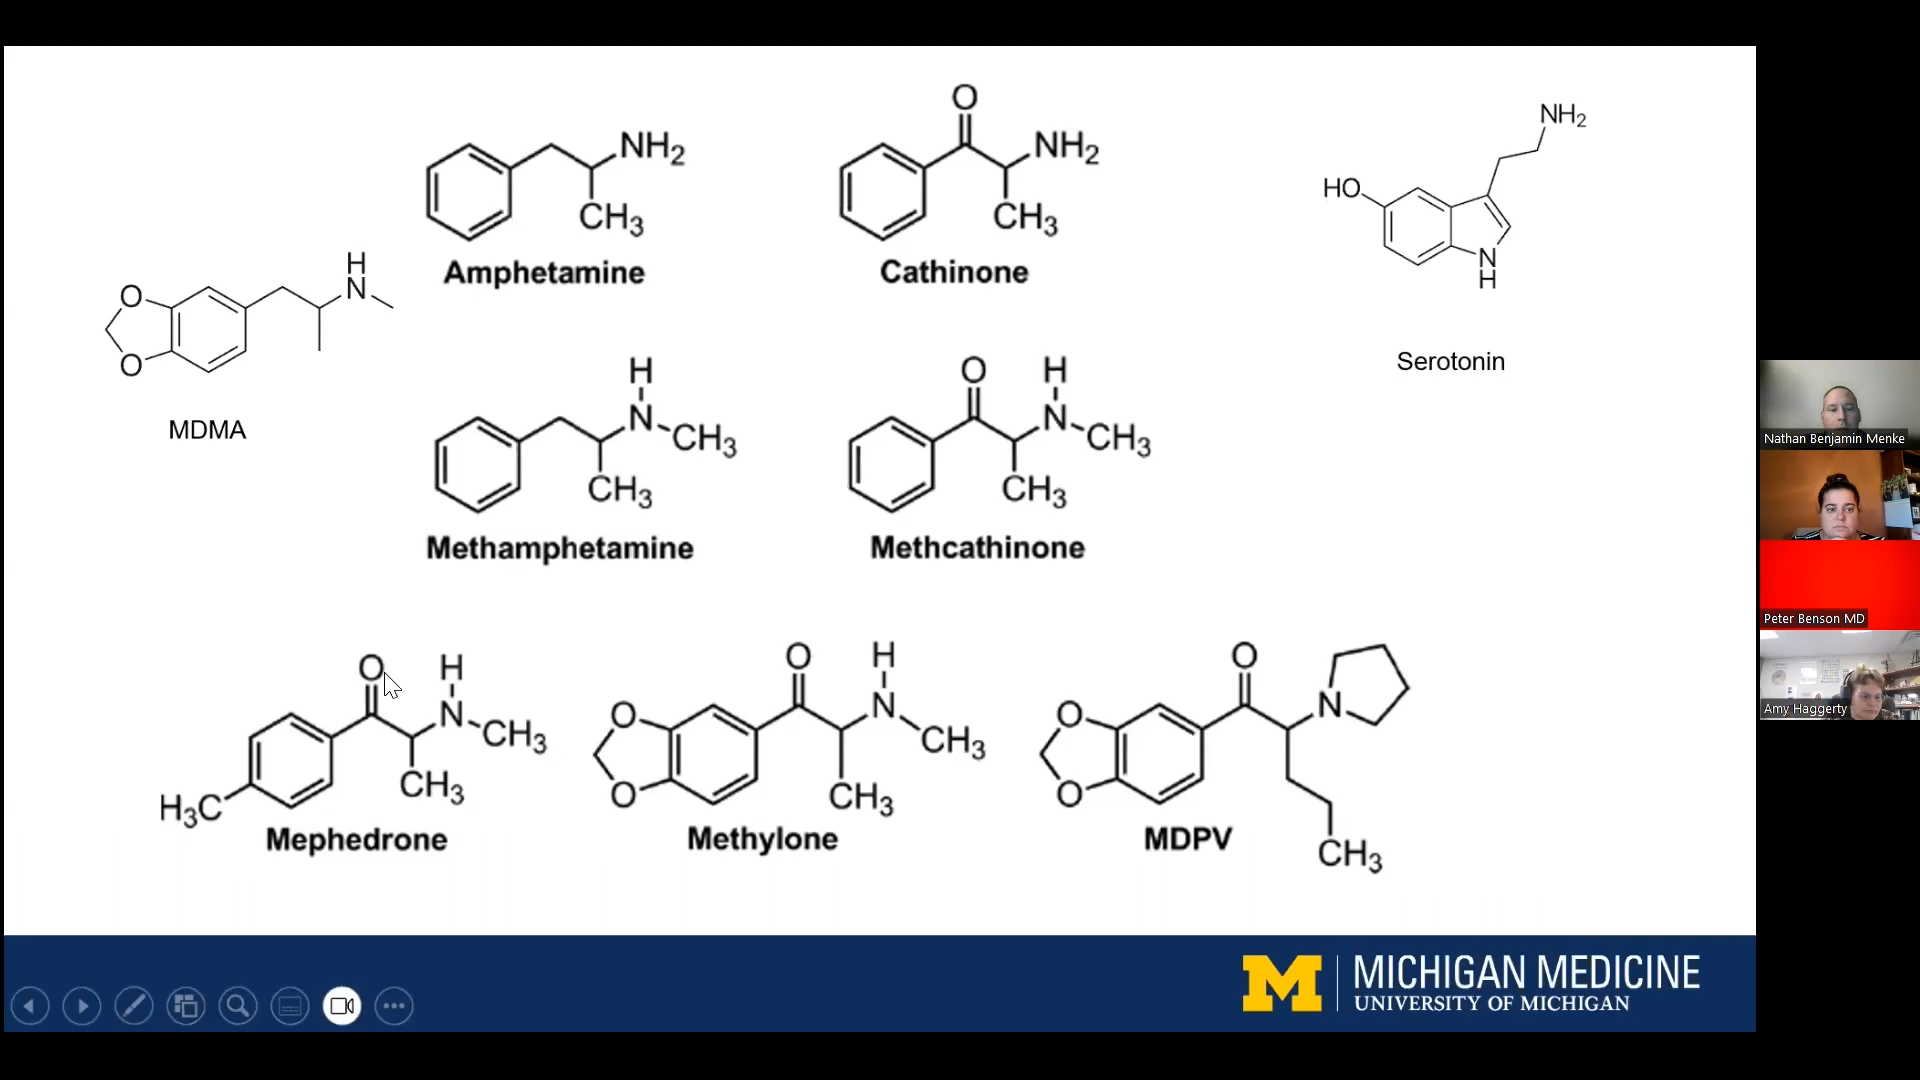 NH2
CH3
Amphetamine
O
NH2
CH3
Cathinone
NH2
HO
N
H
Serotonin
O
O
H
N
MDMA
H
N
CH3
CH3
Methamphetamine
O
H
N
CH3
CH3
Methcathinone
O
H
N
CH3
CH3
H3C
Mephedrone
O
H
N
O
O
CH3
CH3
Methylone
O
N
O
O
CH3
MDPV
M
MICHIGAN MEDICINE
UNIVERSITY OF MICHIGAN
Nathan Benjamin Menke
Peter Benson MD
Amy Haggerty